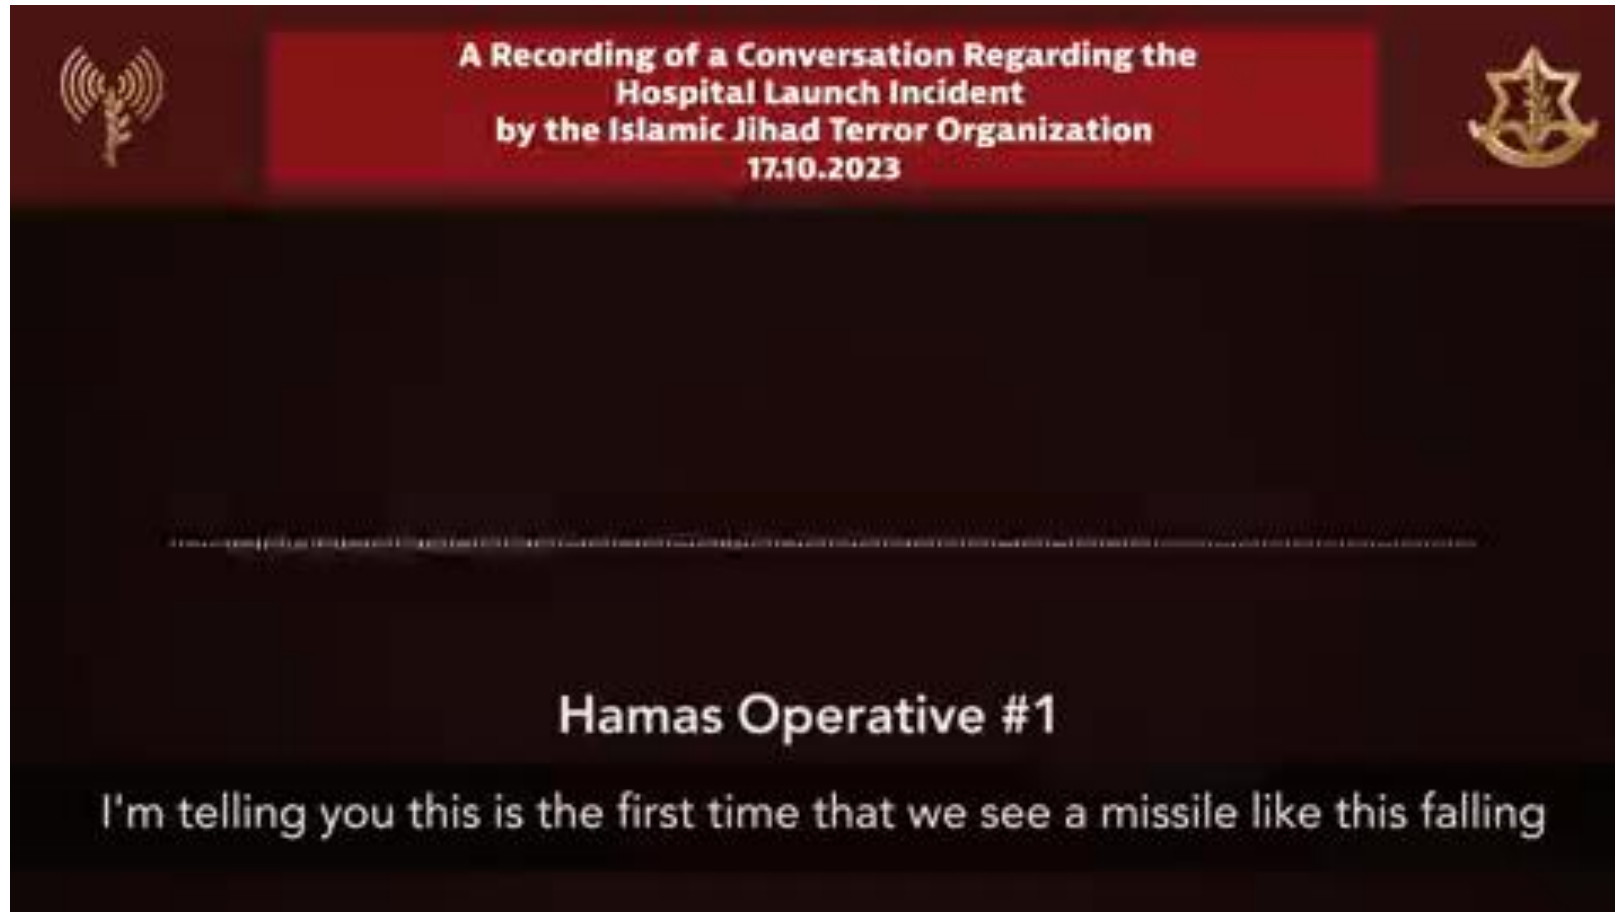 A Recording of a Conversation Regarding the
Hospital Launch Incident
by the Islamic Jihad Terror Organization
17.10.2023
Hamas Operative #1
I'm telling you this is the first time that we see a missile like this falling